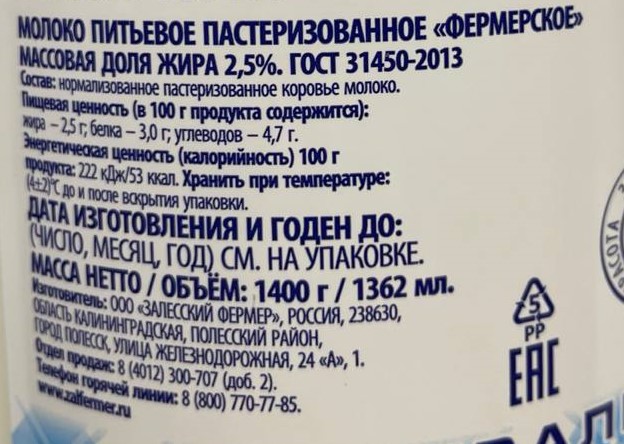 МОЛОКО ПИТЬЕВОЕ ПАСТЕРИЗОВАННОЕ «ФЕРМЕРСКОЕ»
МАССОВАЯ ДОЛЯ ЖИРА 2,5%. ГОСТ 31450-2013
Состав: нормализованное пастеризованное коровье молоко.
Пищевая ценность (в 100 г продукта содержится):
жира – 2,5 г, белка – 3,0 г, углеводов – 4,7 г.
Энергетическая ценность (калорийность) 100 г
продукта: 222 кДж/53 ккал. Хранить при температуре:
(4±2)°С до и после вскрытия упаковки.
ДАТА ИЗГОТОВЛЕНИЯ И ГОДЕН ДО:
(ЧИСЛО, МЕСЯЦ, ГОД) СМ. НА УПАКОВКЕ.
МАССА НЕТТО / ОБЪЁМ: 1400 г / 1362 мл.
Изготовитель: ООО «ЗАЛЕССКИЙ ФЕРМЕР», РОССИЯ, 238630,
ОБЛАСТЬ КАЛИНИНГРАДСКАЯ, ПОЛЕССКИЙ РАЙОН,
ГОРОД ПОЛЕССК, УЛИЦА ЖЕЛЕЗНОДОРОЖНАЯ, 24 «А», 1.
Отдел продаж: 8 (4012) 300-707 (доб. 2).
Телефон горячей линии: 8 (800) 770-77-85.
www.zalfermer.ru
5
PP
EAC